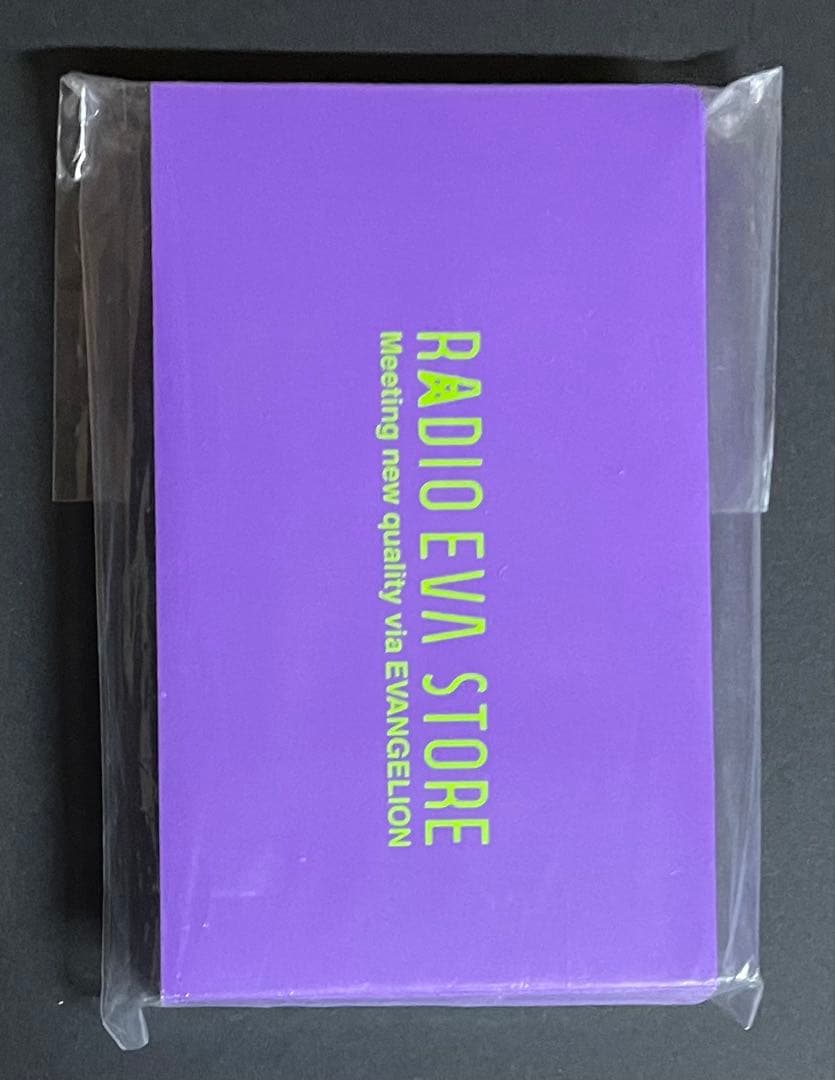 RADIO EVA STORE
Meeting new quality via EVANGELION